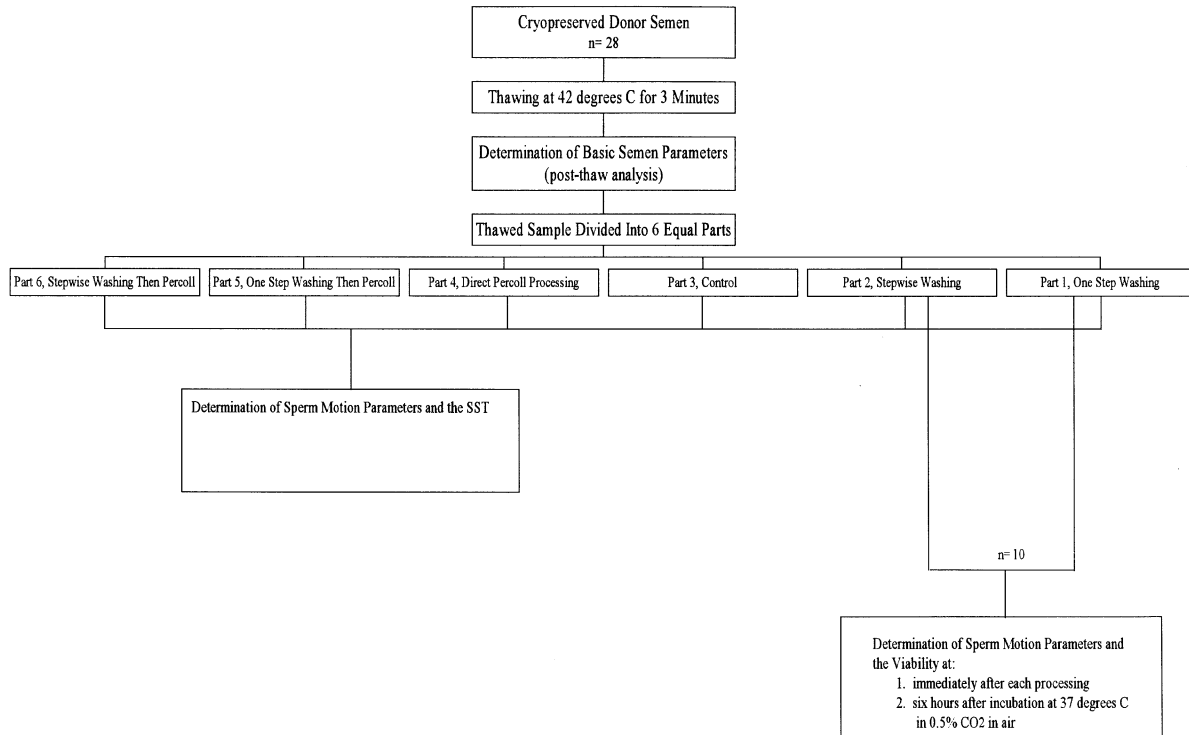 Cryopreserved Donor Semen
n= 28
Thawing at 42 degrees C for 3 Minutes
Determination of Basic Semen Parameters
(post-thaw analysis)
Thawed Sample Divided Into 6 Equal Parts
Part 6, Stepwise Washing Then Percoll
Part 5, One Step Washing Then Percoll
Part 4, Direct Percoll Processing
Part 3, Control
Part 2, Stepwise Washing
Part 1, One Step Washing
Determination of Sperm Motion Parameters and the SST
n= 10
Determination of Sperm Motion Parameters and
the Viability at:
1. immediately after each processing
2. six hours after incubation at 37 degrees C
in 0.5% CO2 in air